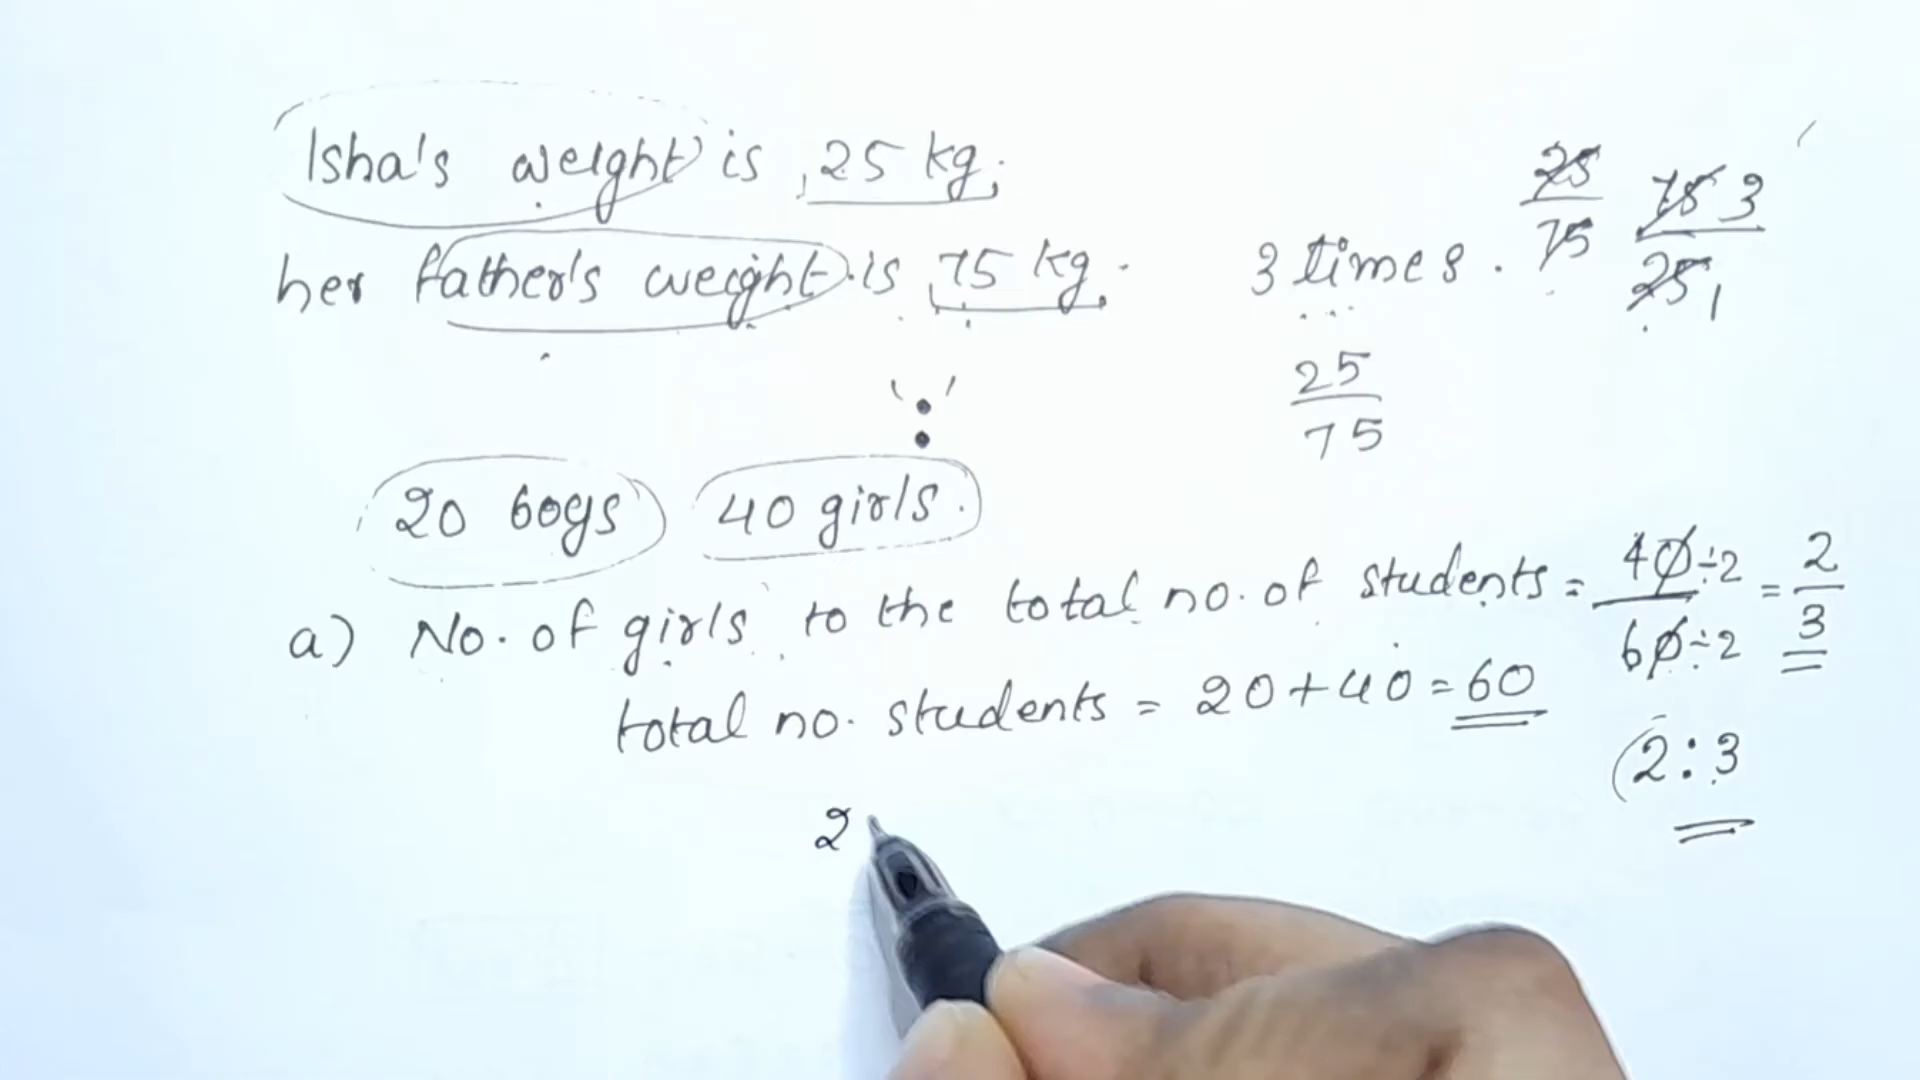 Isha's weight is 25 kg.
her father's weight is 75 kg.
3 times.
25
75
75 3
25 1
25
75
:
20 boys 40 girls.
a) No. of girls to the total no. of students = 40÷2 / 60÷2 = 2/3
total no. students = 20+40=60
2:3
2